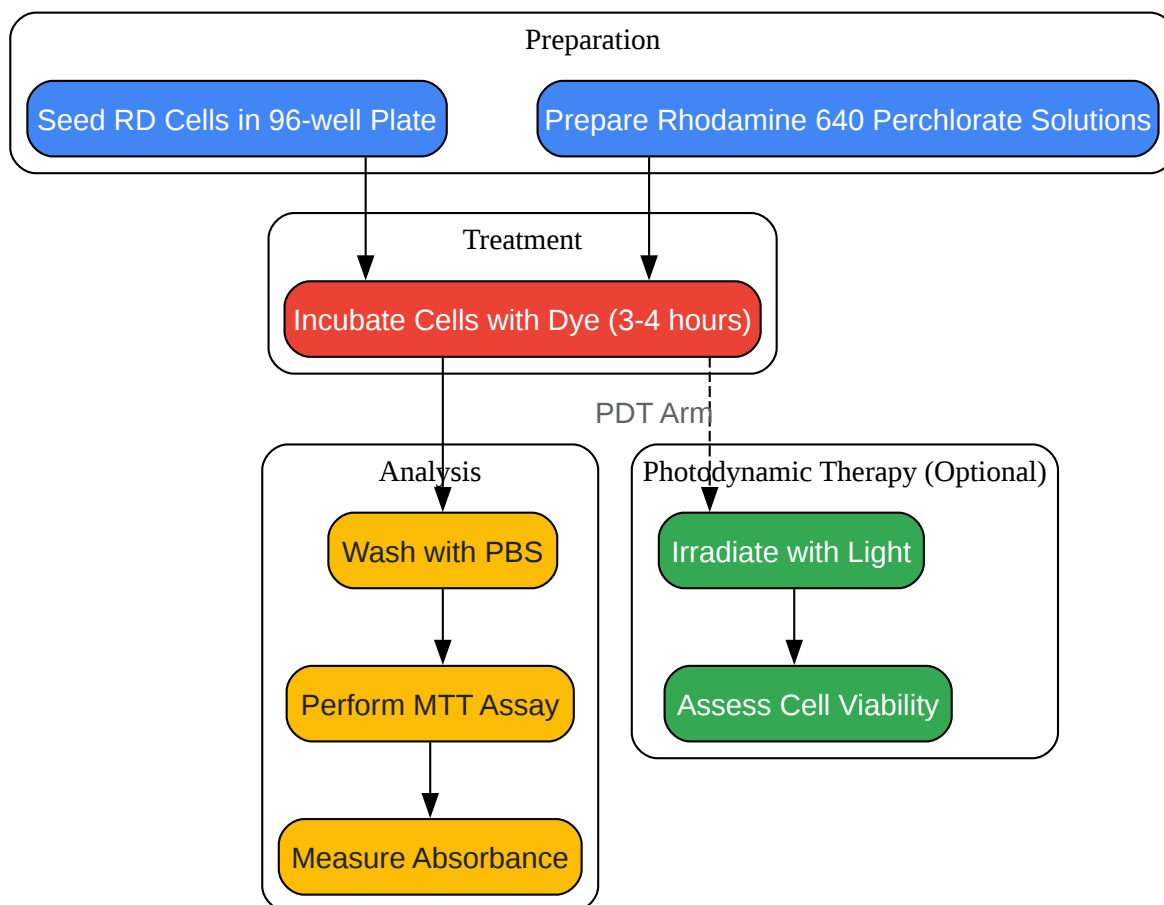 Preparation
Seed RD Cells in 96-well Plate
Prepare Rhodamine 640 Perchlorate Solutions
Treatment
Incubate Cells with Dye (3-4 hours)
PDT Arm
Analysis
Photodynamic Therapy (Optional)
Wash with PBS
Irradiate with Light
Perform MTT Assay
Assess Cell Viability
Measure Absorbance